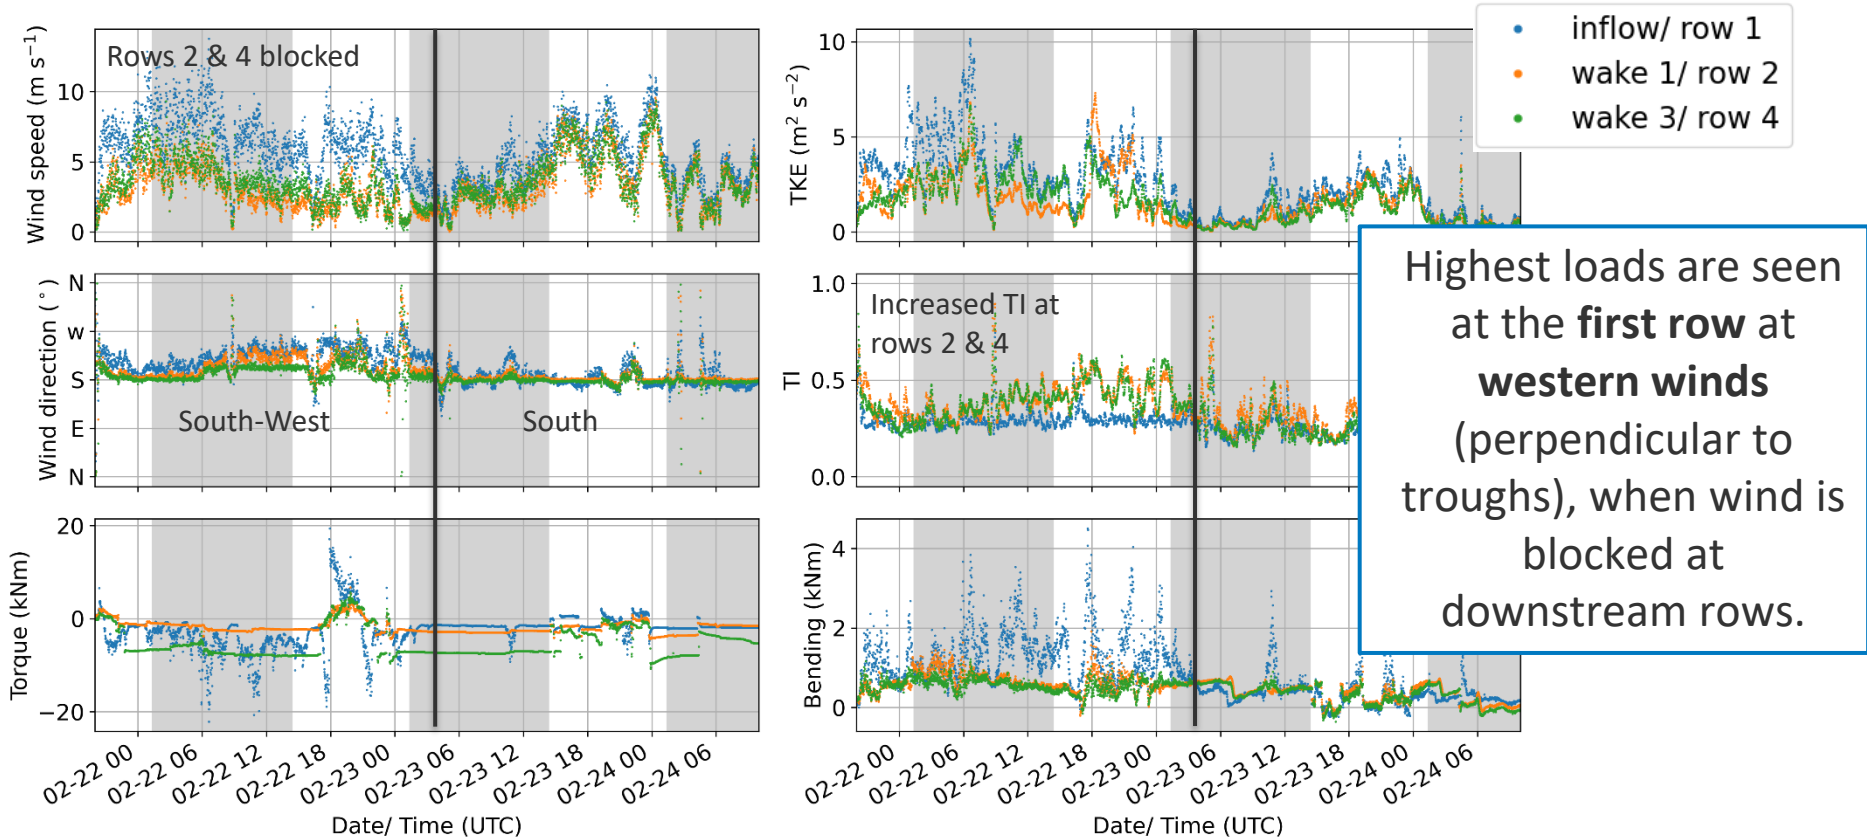 inflow/ row 1
wake 1/ row 2
wake 3/ row 4
Wind speed (m s⁻¹)
10
5
0
Rows 2 & 4 blocked
TKE (m² s⁻²)
10
5
0
Wind direction (°)
N
W
S
E
N
South-West
South
TI
1.0
0.5
0.0
Increased TI at
rows 2 & 4
Torque (kNm)
20
0
−20
02-22 00
02-22 06
02-22 12
02-22 18
02-23 00
02-23 06
02-23 12
02-23 18
02-24 00
02-24 06
Date/ Time (UTC)
Bending (kNm)
4
2
0
02-22 00
02-22 06
02-22 12
02-22 18
02-23 00
02-23 06
02-23 12
02-23 18
02-24 00
02-24 06
Date/ Time (UTC)
Highest loads are seen
at the first row at
western winds
(perpendicular to
troughs), when wind is
blocked at
downstream rows.